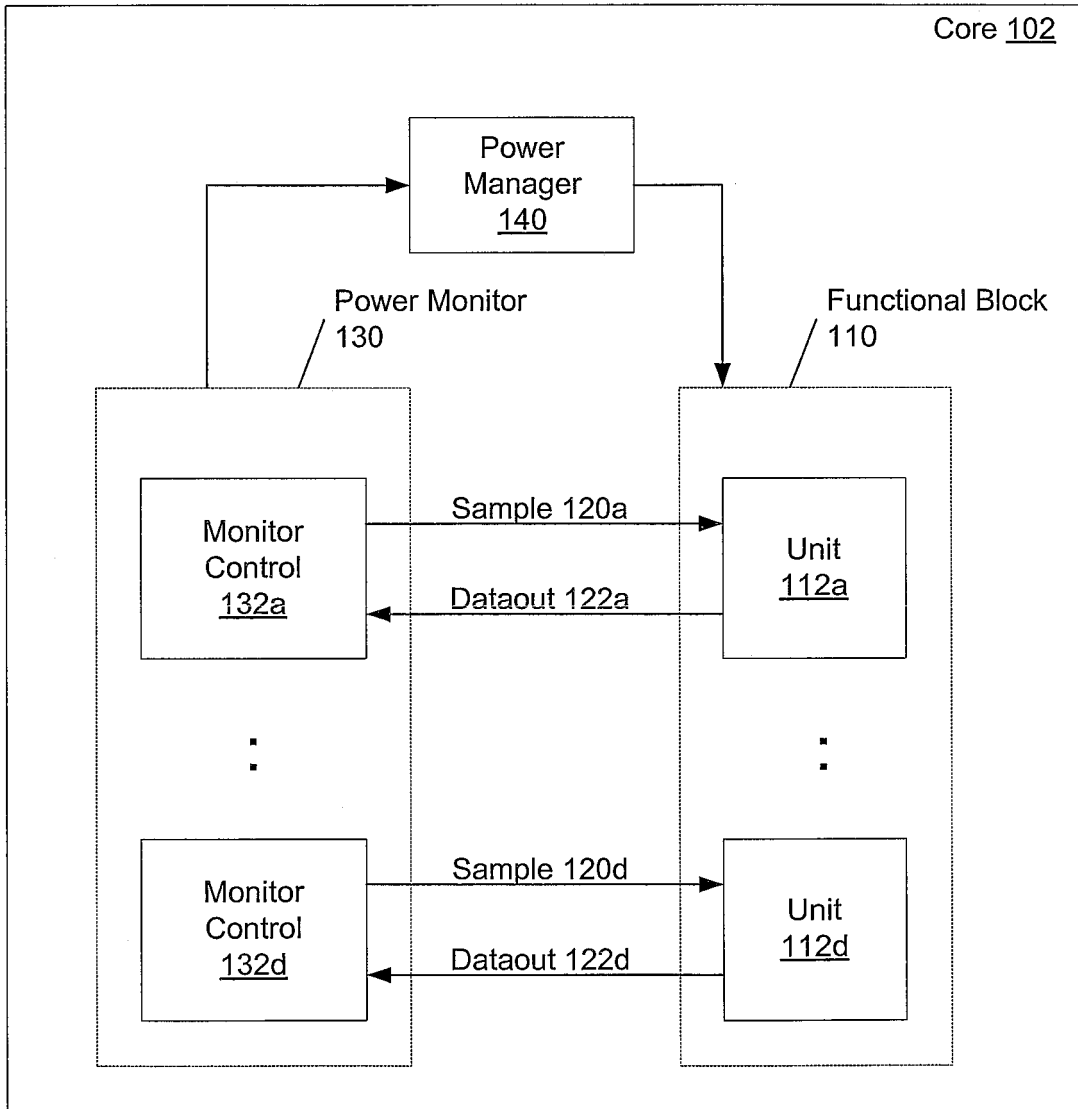 Core 102
Power
Manager
140
Power Monitor
130
Functional Block
110
Monitor
Control
132a
Sample 120a
Dataout 122a
Unit
112a
Monitor
Control
132d
Sample 120d
Dataout 122d
Unit
112d